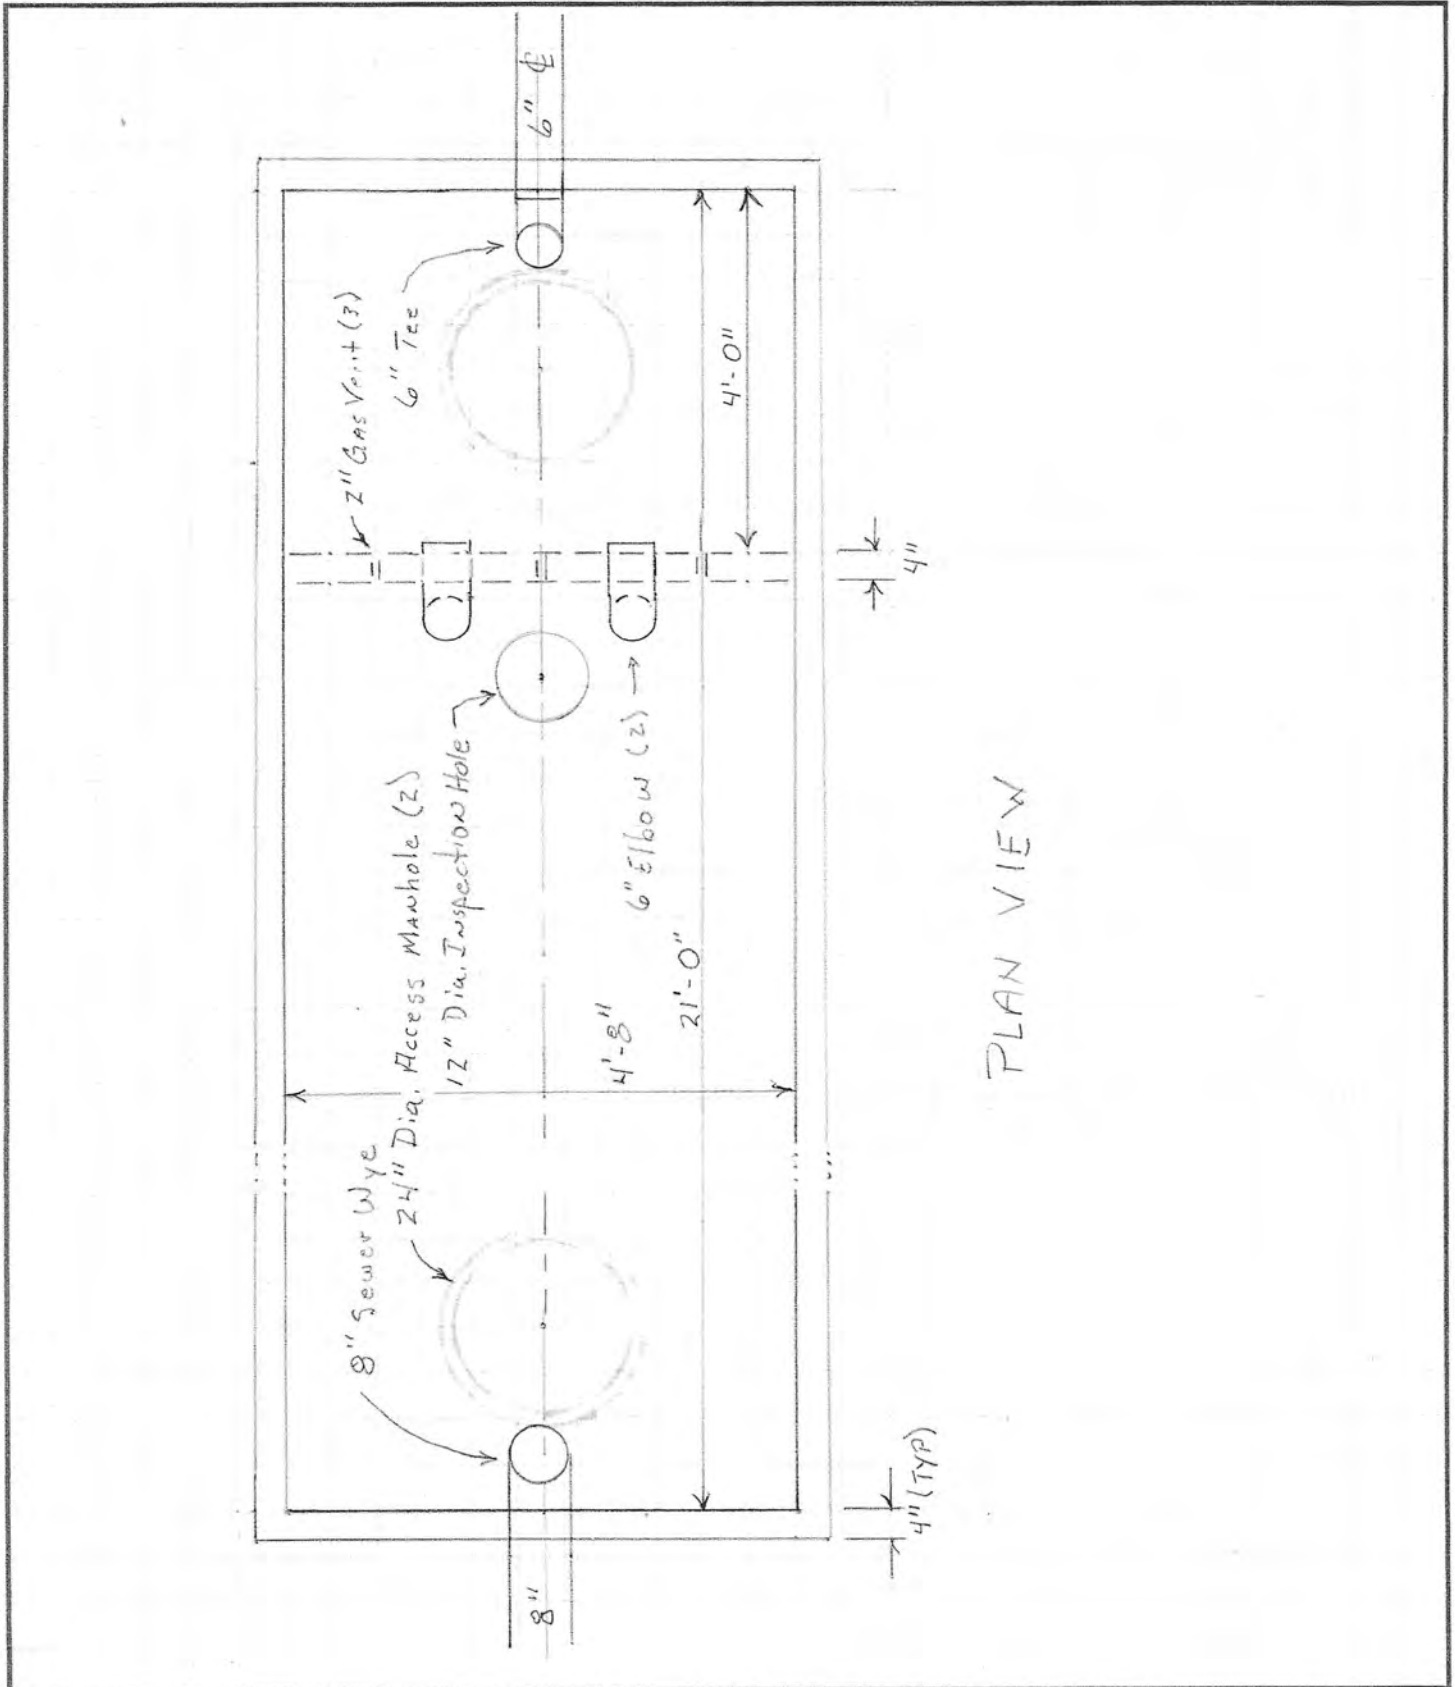 8" Sewer Wye
24" Dia. Access Manhole (2)
12" Dia. Inspection Hole
2" Gas Vent (3)
6" Tee
6" ℄
8"
6" Elbow (2)
4'-8"
21'-0"
4'-0"
4"
4" (TYP)
PLAN VIEW